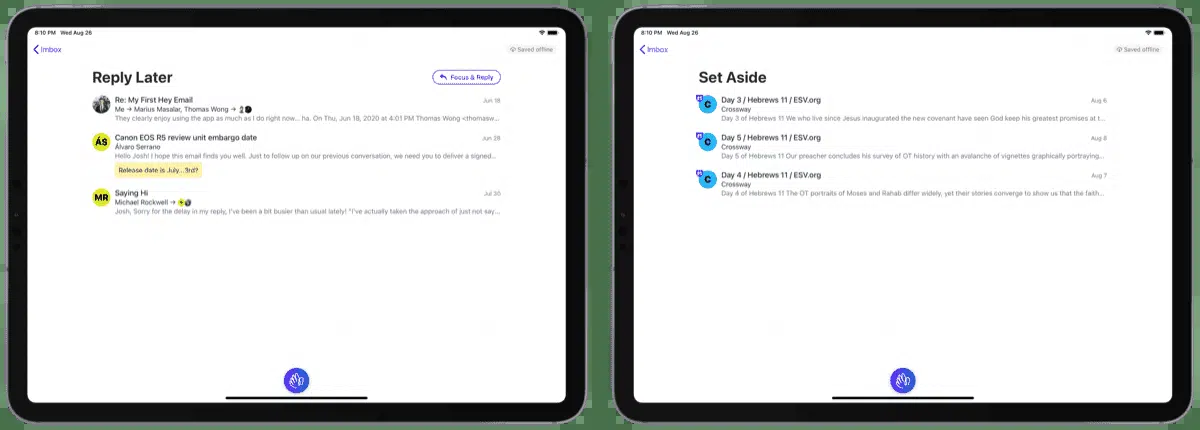 8:10 PM Wed Aug 26
Imbox
Saved offline
Reply Later
Focus & Reply
Re: My First Hey Email
Jun 18
Me → Marius Masalar, Thomas Wong →
They clearly enjoy using the app as much as I do right now... ha. On Thu, Jun 18, 2020 at 4:01 PM Thomas Wong <thomasw...
ÁS
Canon EOS R5 review unit embargo date
Jun 28
Álvaro Serrano
Hello Josh! I hope this email finds you well. Just to follow up on our previous conversation, we need you to deliver a signed...
Release date is July...3rd?
MR
Saying Hi
Jul 30
Michael Rockwell →
Josh, Sorry for the delay in my reply, I've been a bit busier than usual lately! "I've actually taken the approach of just not say...
8:10 PM Wed Aug 26
Imbox
Saved offline
Set Aside
C
Day 3 / Hebrews 11 / ESV.org
Aug 6
Crossway
Day 3 of Hebrews 11 We who live since Jesus inaugurated the new covenant have seen God keep his greatest promises at t...
C
Day 5 / Hebrews 11 / ESV.org
Aug 8
Crossway
Day 5 of Hebrews 11 Our preacher concludes his survey of OT history with an avalanche of vignettes graphically portraying...
C
Day 4 / Hebrews 11 / ESV.org
Aug 7
Crossway
Day 4 of Hebrews 11 The OT portraits of Moses and Rahab differ widely, yet their stories converge to show us that the faith...